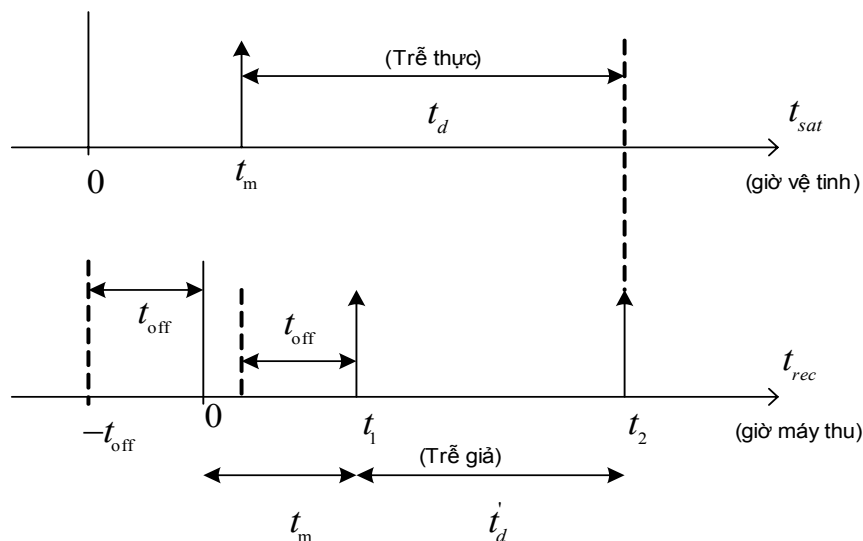 (Trễ thực)
t_d
t_sat
0
t_m
(giờ vệ tinh)
t_off
t_off
t_rec
−t_off
0
t_1
t_2
(giờ máy thu)
(Trễ giả)
t_m
t'_d